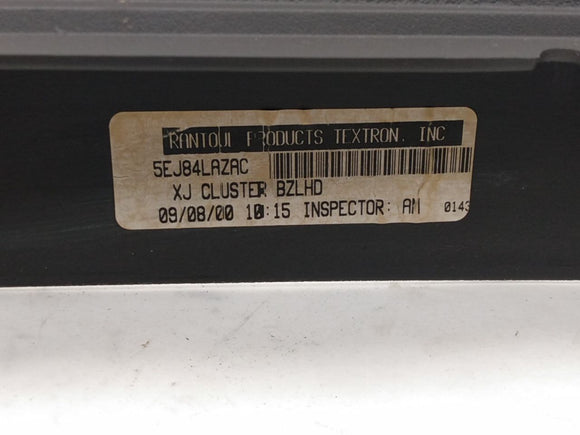 RANTOUL PRODUCTS TEXTRON, INC
5EJ84LAZAC
XJ CLUSTER BZLHD
09/08/00 10:15 INSPECTOR: AM 0143